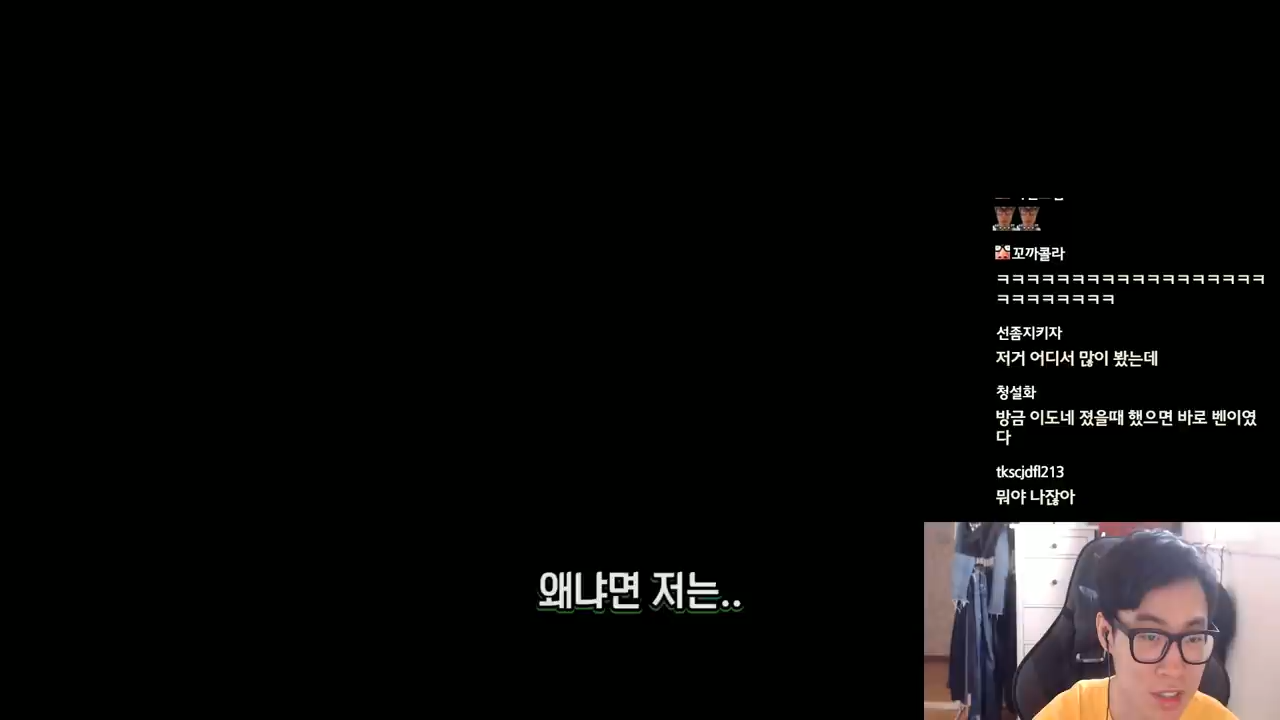 꼬까콜라
ㅋㅋㅋㅋㅋㅋㅋㅋㅋㅋㅋㅋㅋㅋㅋㅋㅋㅋ
ㅋㅋㅋㅋㅋㅋㅋㅋ
선좀지키자
저거 어디서 많이 봤는데
청설화
방금 이도네 졌을때 했으면 바로 벤이였
다
tkscjdfl213
뭐야 나잖아
왜냐면 저는..